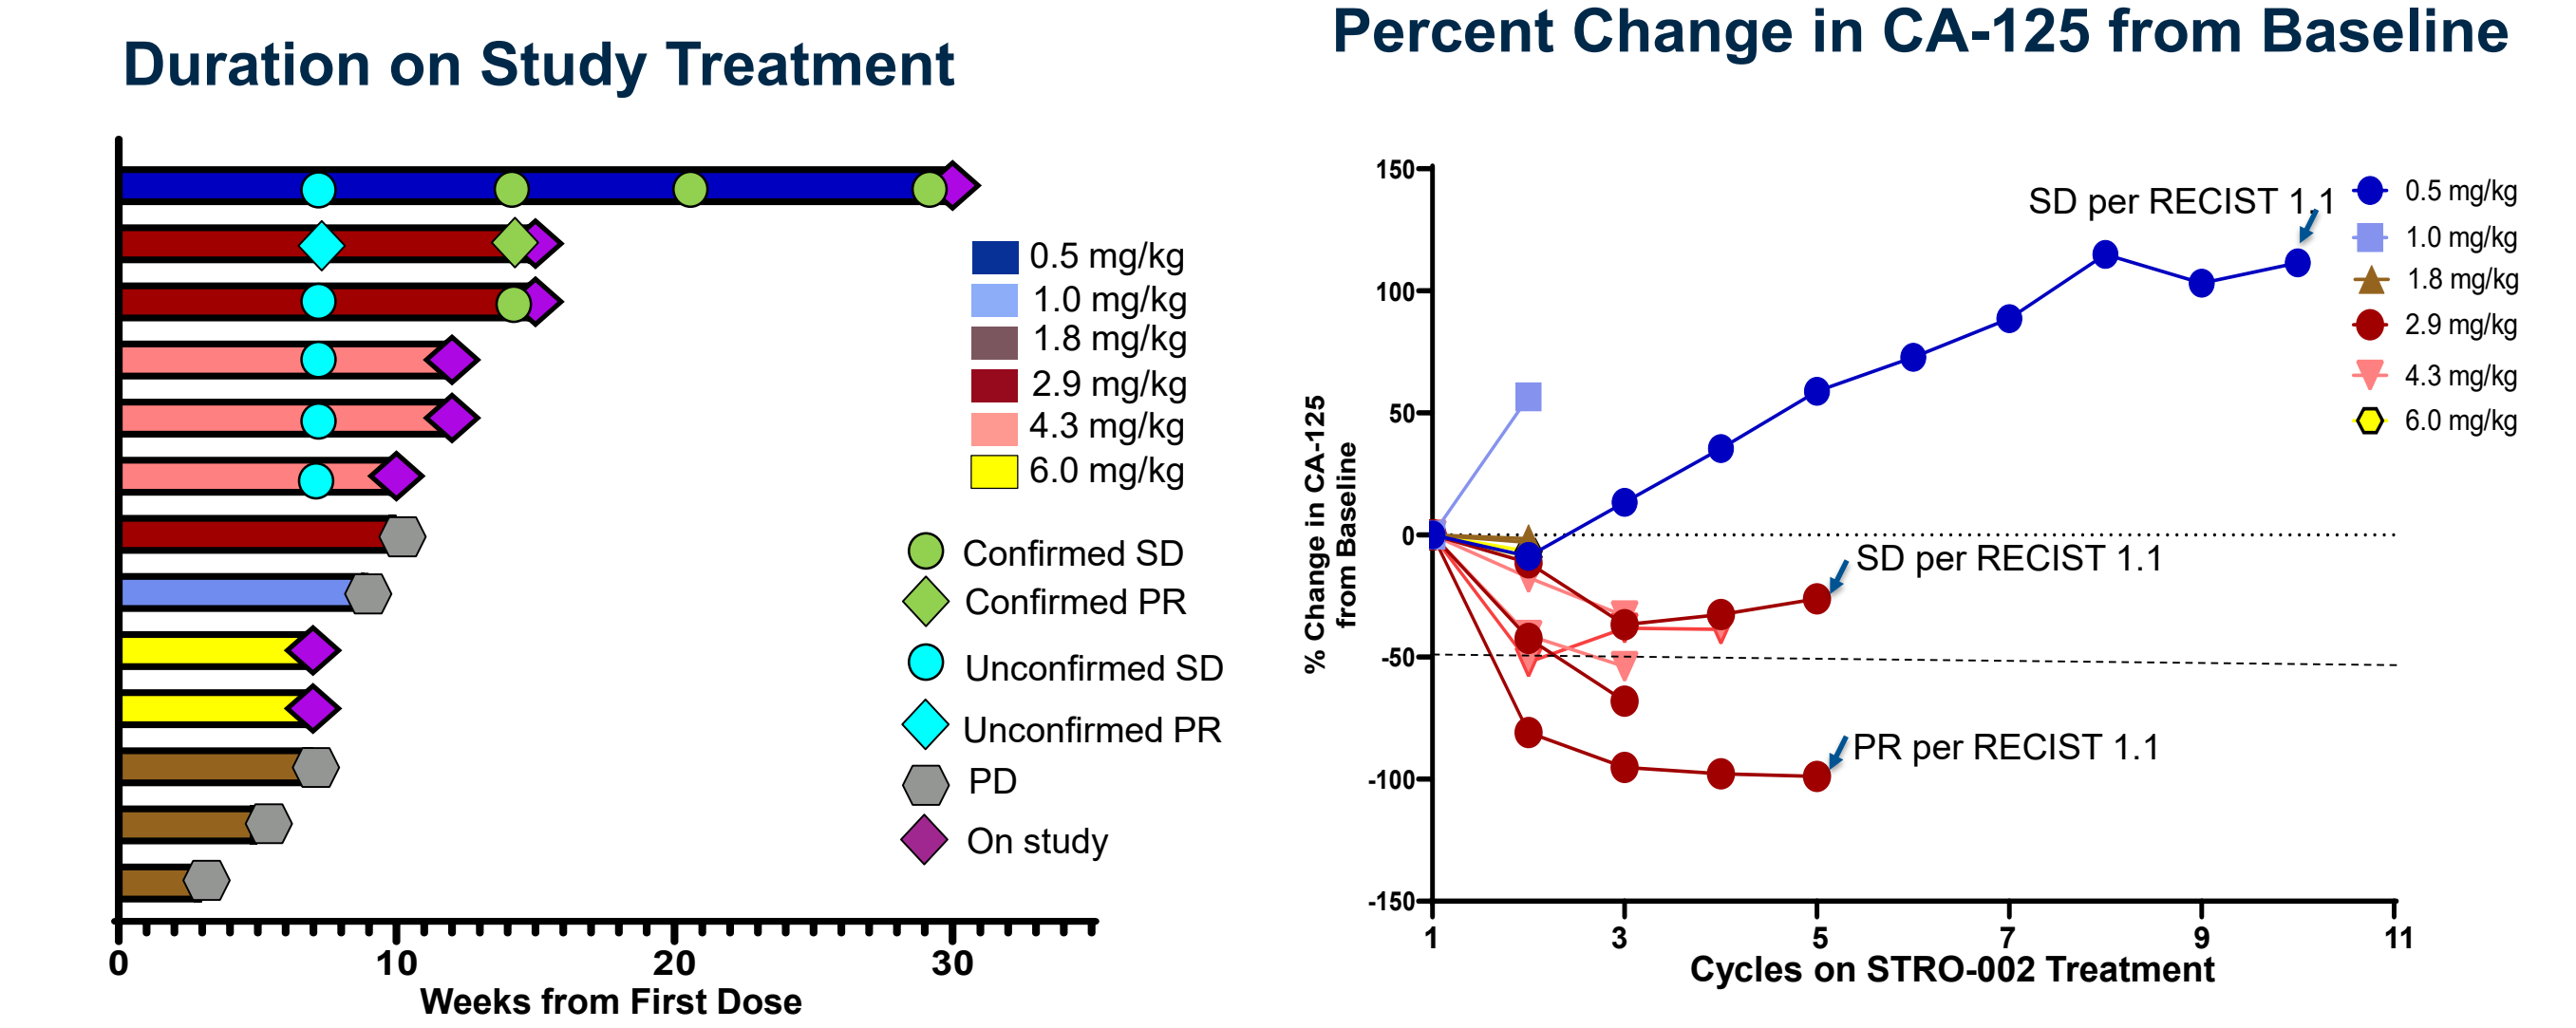 Duration on Study Treatment
0.5 mg/kg
1.0 mg/kg
1.8 mg/kg
2.9 mg/kg
4.3 mg/kg
6.0 mg/kg
Confirmed SD
Confirmed PR
Unconfirmed SD
Unconfirmed PR
PD
On study
0 10 20 30
Weeks from First Dose
Percent Change in CA-125 from Baseline
% Change in CA-125
from Baseline
150
100
50
0
-50
-100
-150
SD per RECIST 1.1
SD per RECIST 1.1
PR per RECIST 1.1
0.5 mg/kg
1.0 mg/kg
1.8 mg/kg
2.9 mg/kg
4.3 mg/kg
6.0 mg/kg
1 3 5 7 9 11
Cycles on STRO-002 Treatment